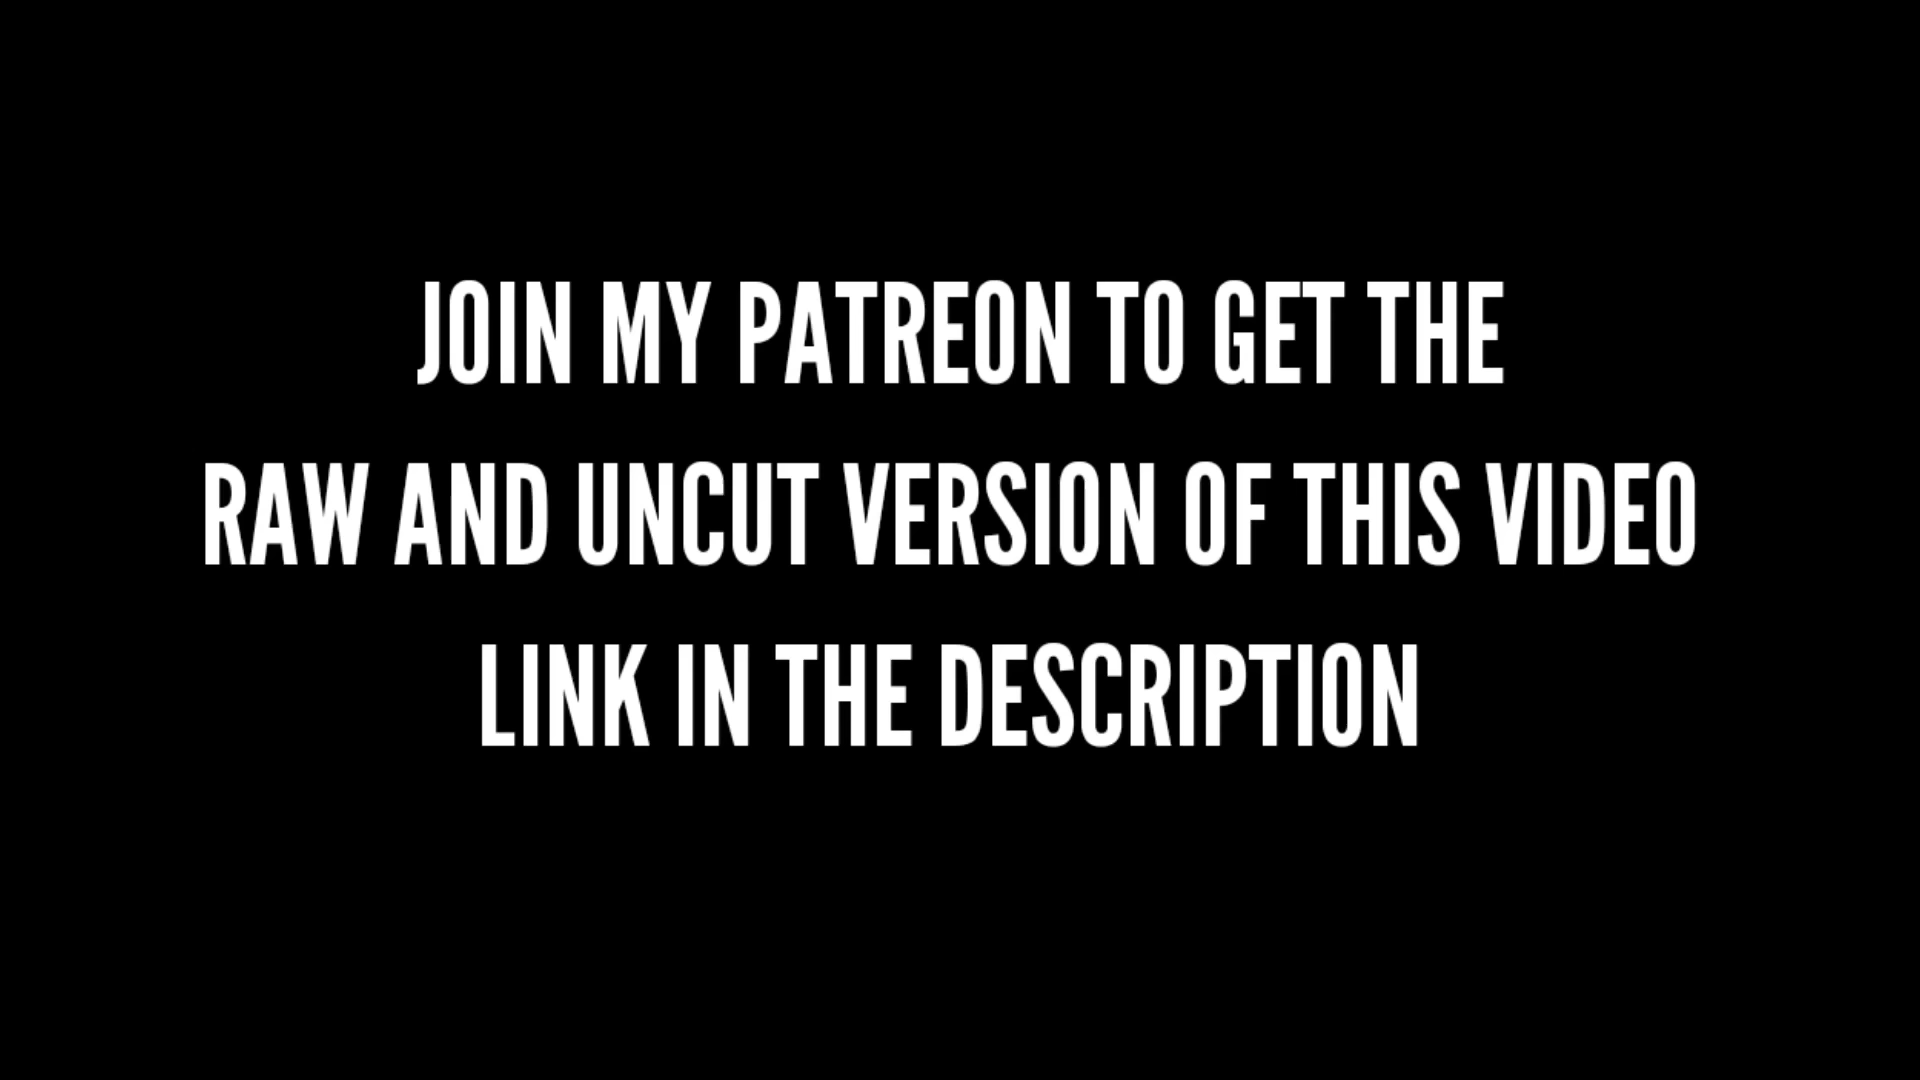 JOIN MY PATREON TO GET THE
RAW AND UNCUT VERSION OF THIS VIDEO
LINK IN THE DESCRIPTION